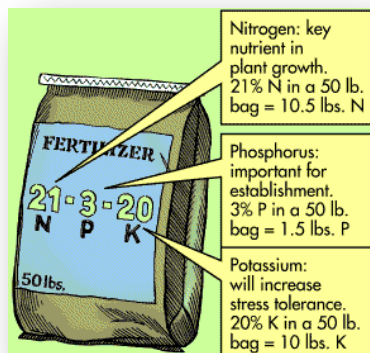 Nitrogen: key
nutrient in
plant growth.
21% N in a 50 lb.
bag = 10.5 lbs. N
FERTILIZER
21-3-20
N P K
50 lbs.
Phosphorus:
important for
establishment.
3% P in a 50 lb.
bag = 1.5 lbs. P
Potassium:
will increase
stress tolerance.
20% K in a 50 lb.
bag = 10 lbs. K